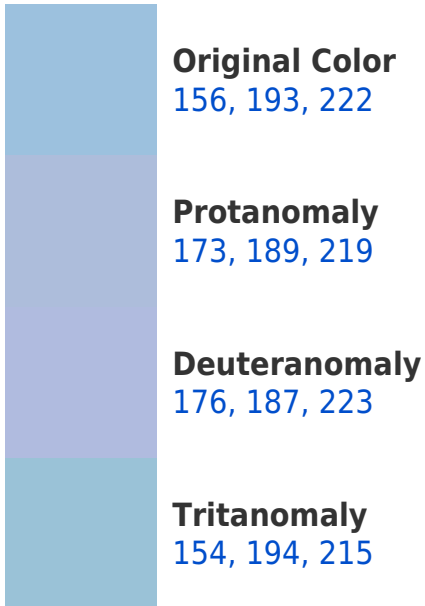 Original Color
156, 193, 222
Protanomaly
173, 189, 219
Deuteranomaly
176, 187, 223
Tritanomaly
154, 194, 215